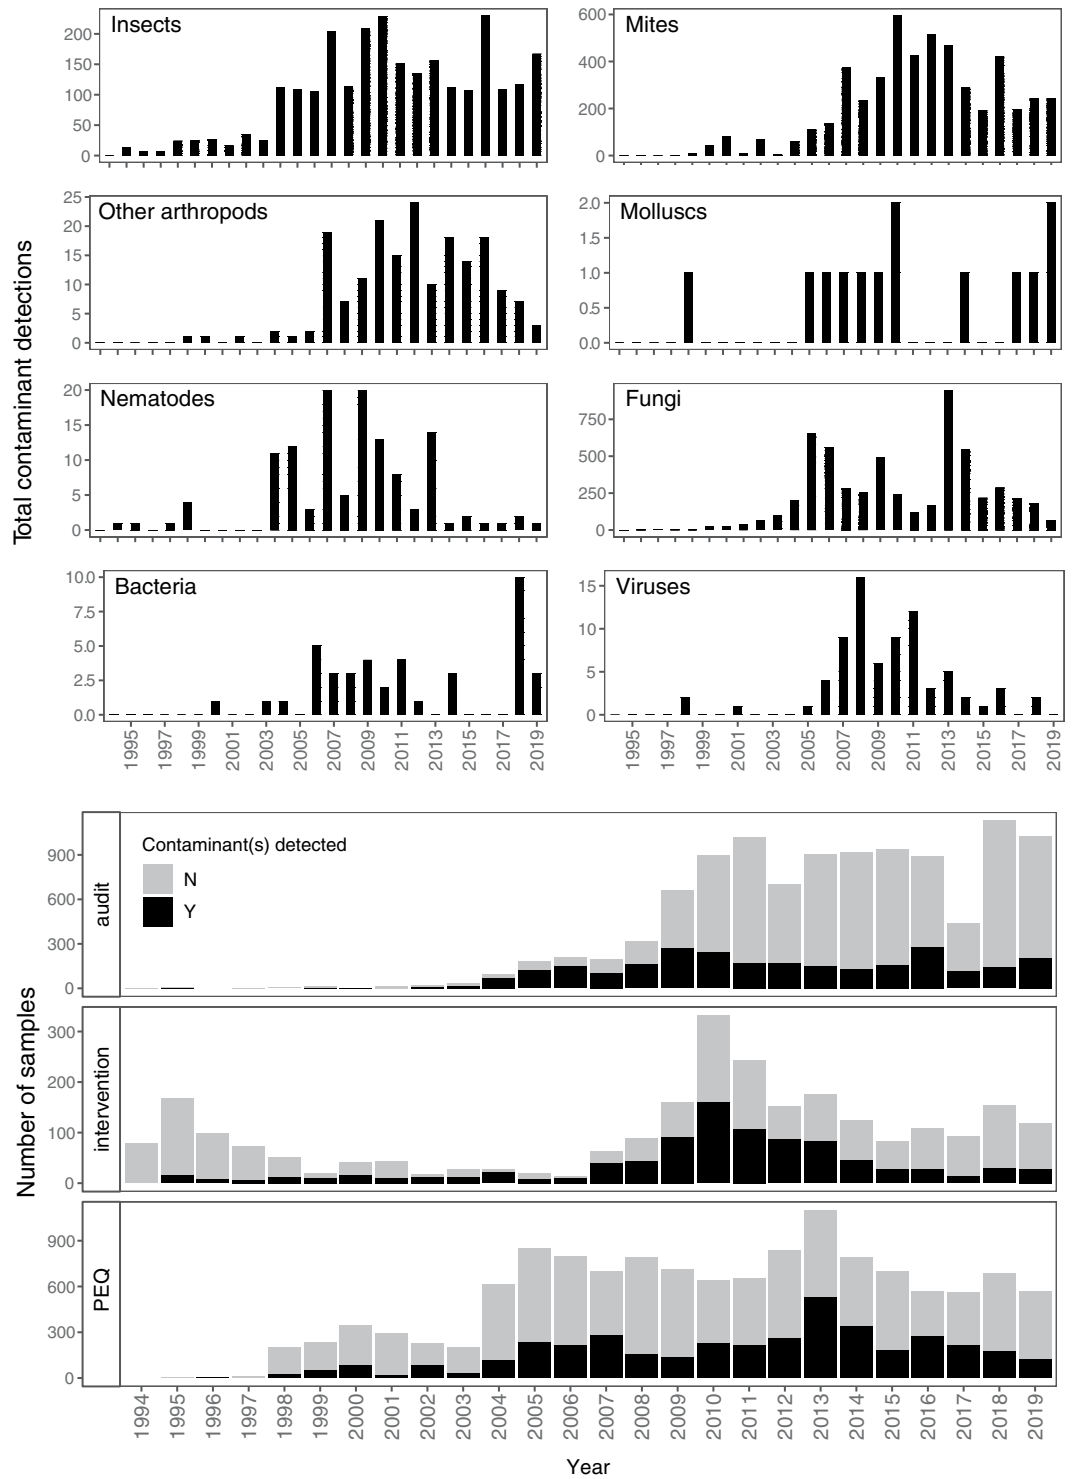 Total contaminant detections
Insects
200
150
100
50
0
Mites
600
400
200
0
Other arthropods
25
20
15
10
5
0
Molluscs
2.0
1.5
1.0
0.5
0.0
Nematodes
20
15
10
5
0
Fungi
750
500
250
0
Bacteria
10.0
7.5
5.0
2.5
0.0
1995 1997 1999 2001 2003 2005 2007 2009 2011 2013 2015 2017 2019
Viruses
15
10
5
0
1995 1997 1999 2001 2003 2005 2007 2009 2011 2013 2015 2017 2019
Number of samples
audit
900
600
300
0
Contaminant(s) detected
N
Y
intervention
300
200
100
0
PEQ
900
600
300
0
1994 1995 1996 1997 1998 1999 2000 2001 2002 2003 2004 2005 2006 2007 2008 2009 2010 2011 2012 2013 2014 2015 2016 2017 2018 2019
Year